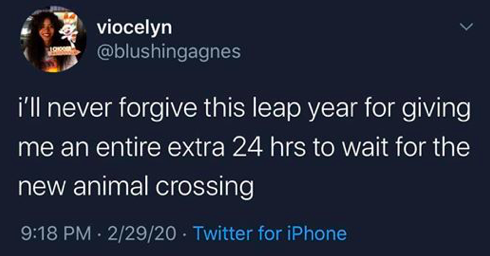 viocelyn
@blushingagnes
i'll never forgive this leap year for giving
me an entire extra 24 hrs to wait for the
new animal crossing
9:18 PM · 2/29/20 · Twitter for iPhone